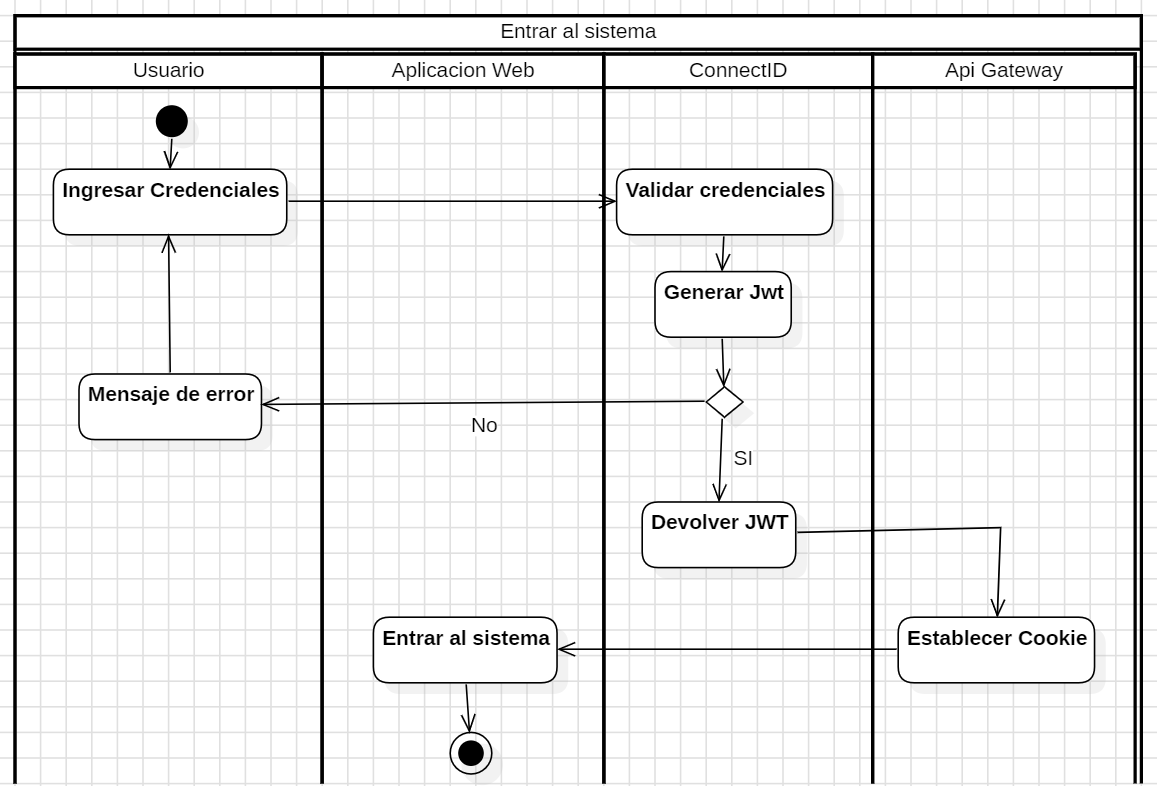 Entrar al sistema
Usuario
Aplicacion Web
ConnectID
Api Gateway
Ingresar Credenciales
Validar credenciales
Generar Jwt
Mensaje de error
No
SI
Devolver JWT
Entrar al sistema
Establecer Cookie